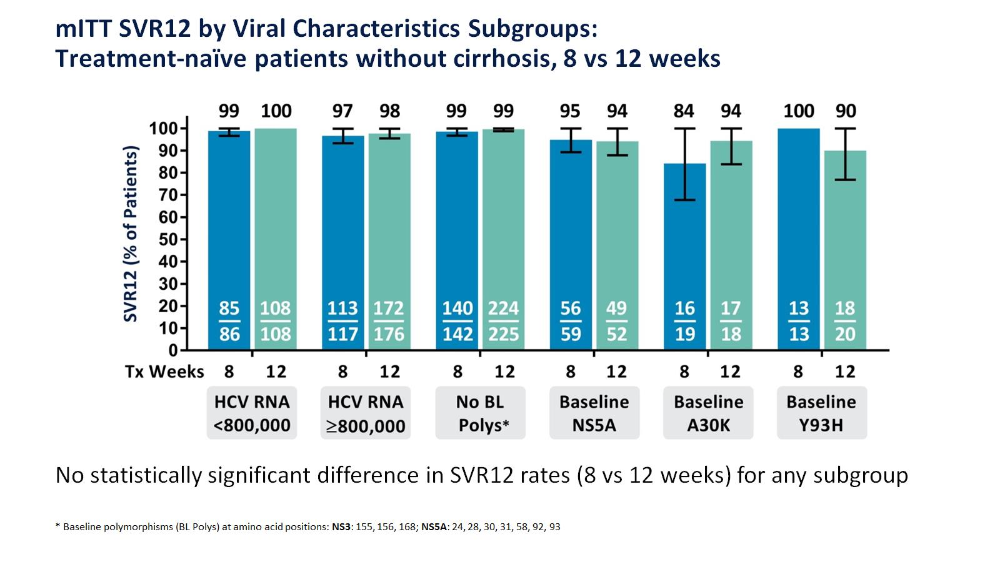 mITT SVR12 by Viral Characteristics Subgroups:
Treatment-naïve patients without cirrhosis, 8 vs 12 weeks
99 100 97 98 99 99 95 94 84 94 100 90
SVR12 (% of Patients)
100
90
80
70
60
50
40
30
20
10
0
85 108 113 172 140 224 56 49 16 17 13 18
86 108 117 176 142 225 59 52 19 18 13 20
Tx Weeks 8 12 8 12 8 12 8 12 8 12 8 12
HCV RNA <800,000
HCV RNA ≥800,000
No BL Polys*
Baseline NS5A
Baseline A30K
Baseline Y93H
No statistically significant difference in SVR12 rates (8 vs 12 weeks) for any subgroup
* Baseline polymorphisms (BL Polys) at amino acid positions: NS3: 155, 156, 168; NS5A: 24, 28, 30, 31, 58, 92, 93